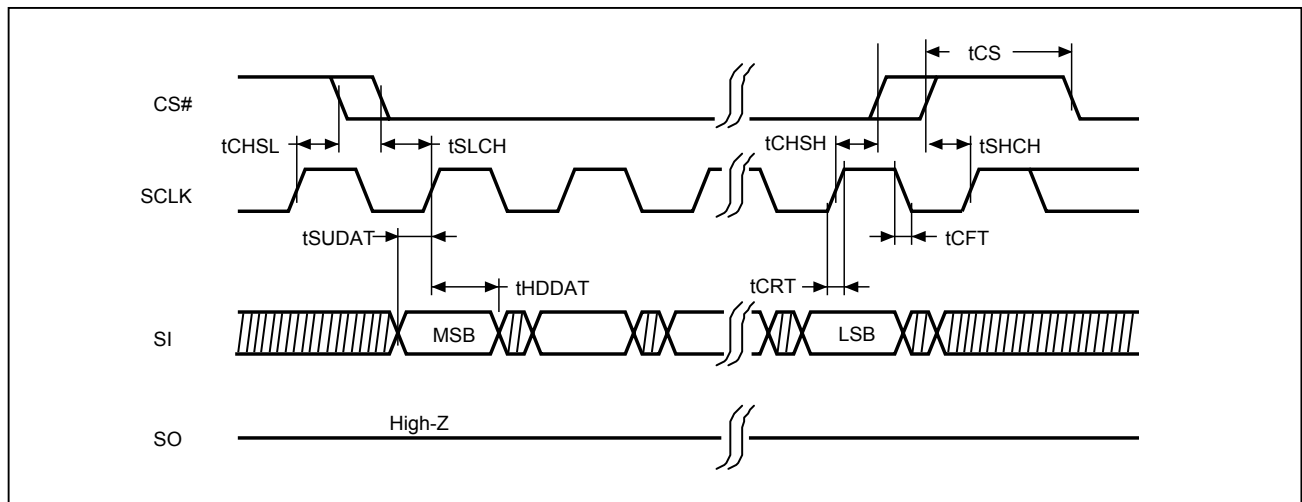 tCS
CS#
tCHSL
tSLCH
tCHSH
tSHCH
SCLK
tSUDAT
tCFT
tHDDAT
tCRT
SI
MSB
LSB
High-Z
SO